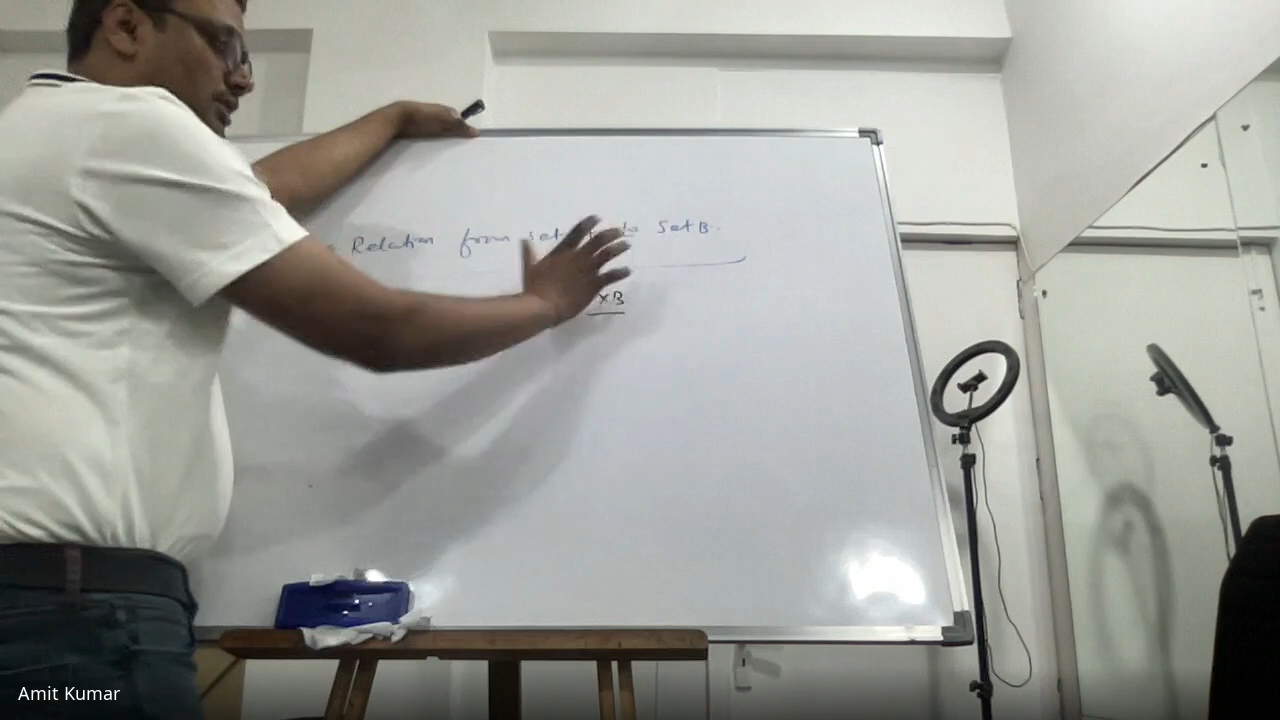 Relation from set to Set B.
×B
Amit Kumar